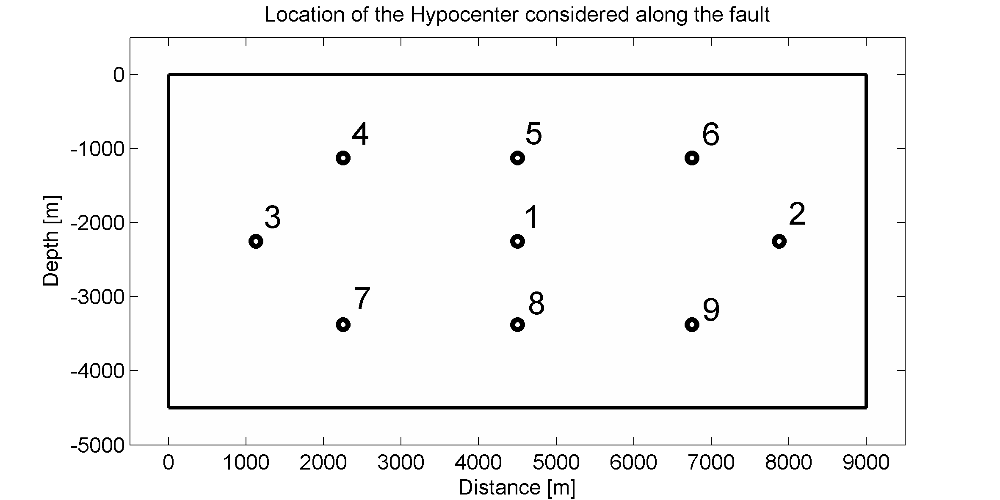 Location of the Hypocenter considered along the fault
0
4 5 6
-1000
3 1 2
-2000
Depth [m]
7 8 9
-3000
-4000
-5000
0 1000 2000 3000 4000 5000 6000 7000 8000 9000
Distance [m]